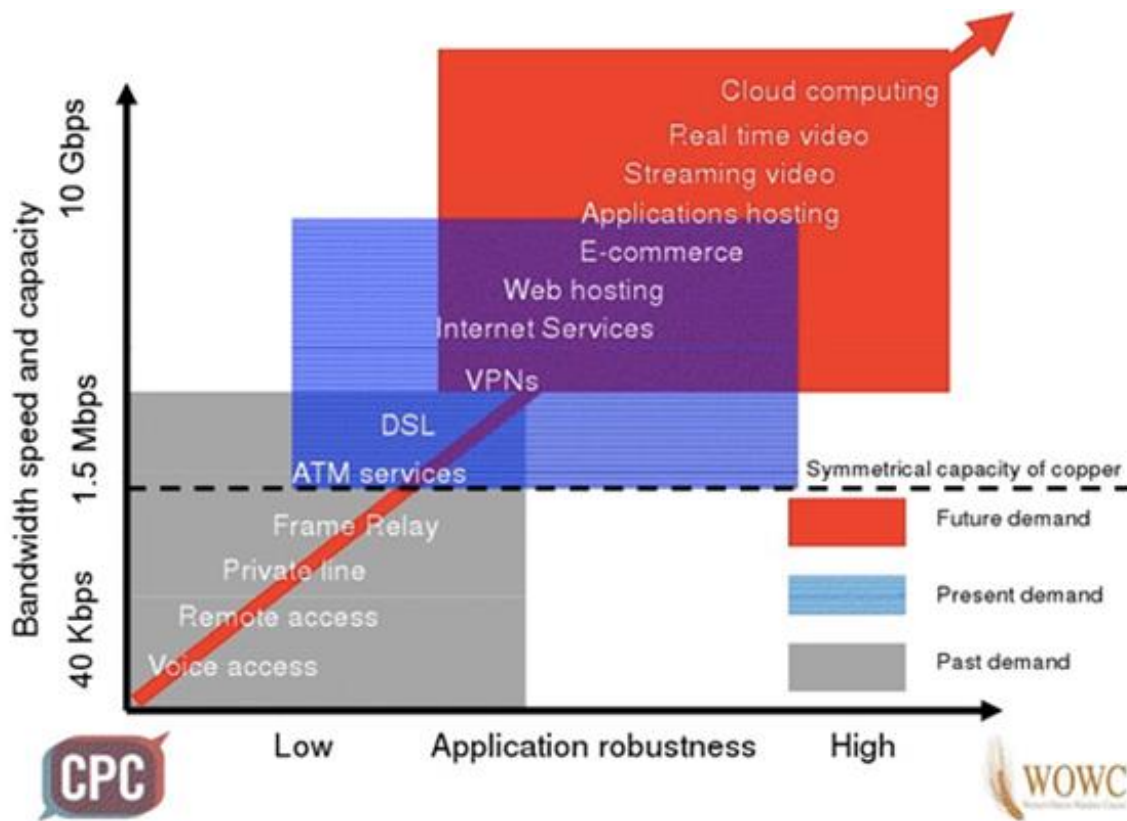 Cloud computing
Real time video
Streaming video
Applications hosting
E-commerce
Web hosting
Internet Services
VPNs
DSL
ATM services
Frame Relay
Private line
Remote access
Voice access
Bandwidth speed and capacity
10 Gbps
1.5 Mbps
40 Kbps
Symmetrical capacity of copper
Future demand
Present demand
Past demand
Low
Application robustness
High
CPC
WOWC